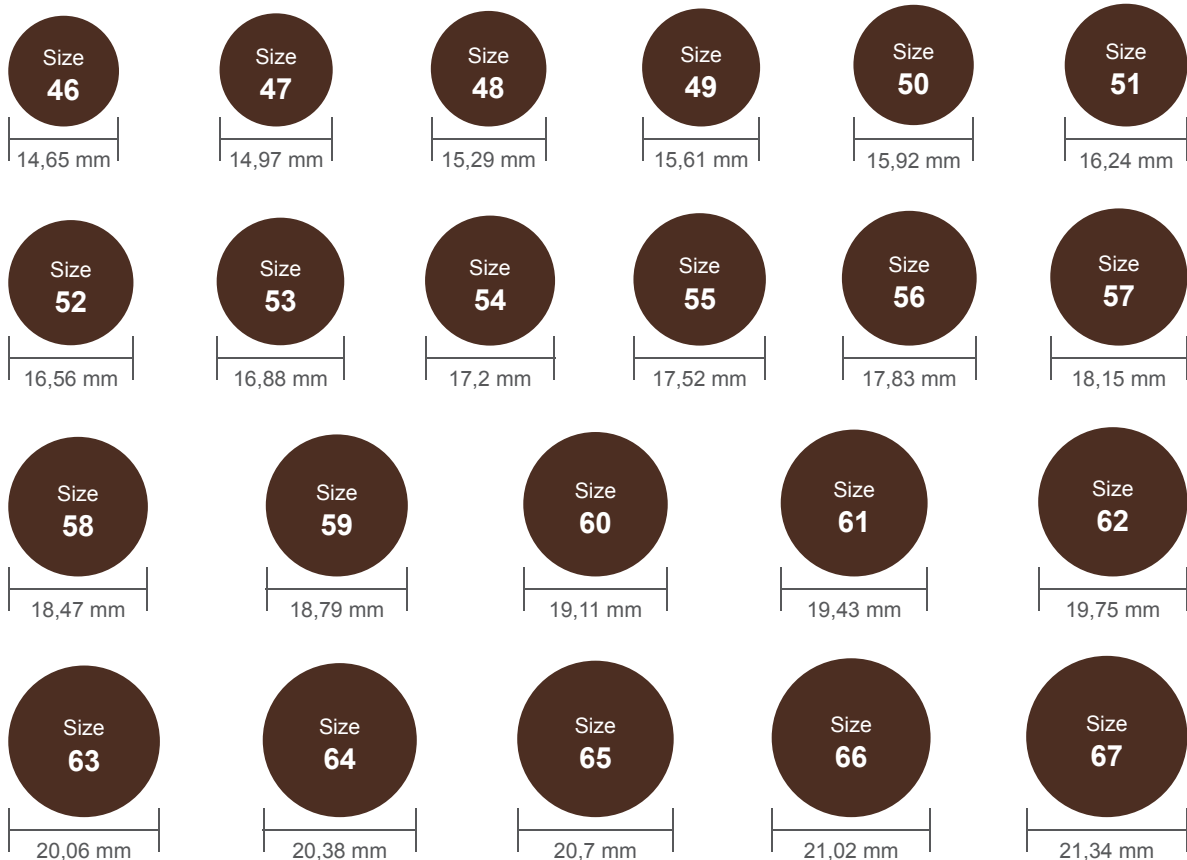 Size
46
14,65 mm
Size
47
14,97 mm
Size
48
15,29 mm
Size
49
15,61 mm
Size
50
15,92 mm
Size
51
16,24 mm
Size
52
16,56 mm
Size
53
16,88 mm
Size
54
17,2 mm
Size
55
17,52 mm
Size
56
17,83 mm
Size
57
18,15 mm
Size
58
18,47 mm
Size
59
18,79 mm
Size
60
19,11 mm
Size
61
19,43 mm
Size
62
19,75 mm
Size
63
20,06 mm
Size
64
20,38 mm
Size
65
20,7 mm
Size
66
21,02 mm
Size
67
21,34 mm